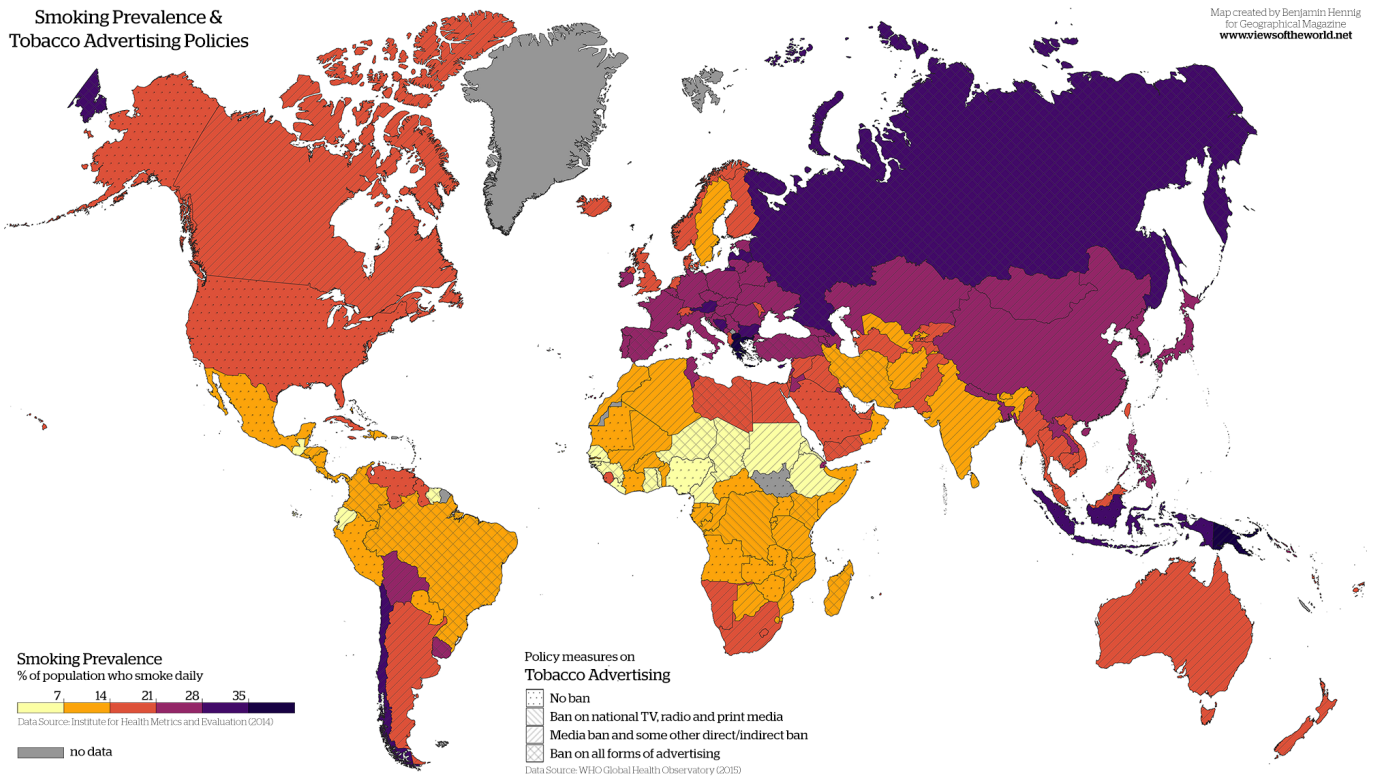 Smoking Prevalence &
Tobacco Advertising Policies
Map created by Benjamin Hennig
for Geographical Magazine
www.viewsoftheworld.net
Smoking Prevalence
% of population who smoke daily
7 14 21 28 35
Data Source: Institute for Health Metrics and Evaluation (2014)
no data
Policy measures on
Tobacco Advertising
No ban
Ban on national TV, radio and print media
Media ban and some other direct/indirect ban
Ban on all forms of advertising
Data Source: WHO Global Health Observatory (2015)